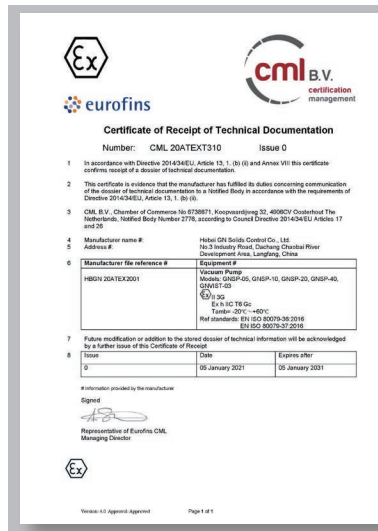 Ex
cml B.V.
certification
management
eurofins
Certificate of Receipt of Technical Documentation
Number: CML 20ATEXT310 Issue 0
1 In accordance with Directive 2014/34/EU, Article 13, 1. (b) (ii) and Annex VIII this certificate
confirms receipt of a dossier of technical documentation.
2 This certificate is evidence that the manufacturer has fulfilled its duties concerning communication
of the dossier of technical documentation to a Notified Body in accordance with the requirements of
Directive 2014/34/EU, Article 13, 1. (b) (ii).
3 CML B.V., Chamber of Commerce No 6738671, Koopvaardijweg 32, 4906CV Oosterhout The
Netherlands, Notified Body Number 2776, according to Council Directive 2014/34/EU Articles 17
and 26
4 Manufacturer name #: Hebei GN Solids Control Co., Ltd.
5 Address #: No.3 Industry Road, Dachang Chaobai River
Development Area, Langfang, China
6 Manufacturer file reference # Equipment #
HBGN 20ATEX2001 Vacuum Pump
Models: GNSP-05, GNSP-10, GNSP-20, GNSP-40,
GNVIST-03
Ex II 3G
Ex h IIC T6 Gc
Tamb= -20℃~+60℃
Ref standards: EN ISO 80079-36:2016
EN ISO 80079-37:2016
7 Future modification or addition to the stored dossier of technical information will be acknowledged
by a further issue of this Certificate of Receipt
8 Issue Date Expires after
0 05 January 2021 05 January 2031
# Information provided by the manufacturer
Signed
Representative of Eurofins CML
Managing Director
Ex
Version: 4.0 Approval: Approved Page 1 of 1